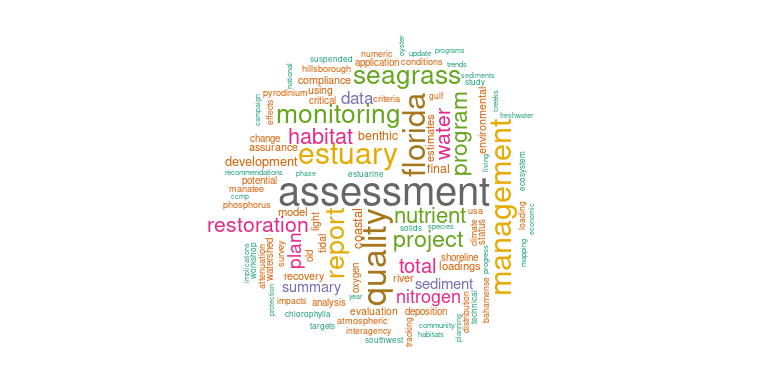 oyster
numeric
update
programs
suspended
application
conditions
trends
national
hillsborough
seagrass
sediments
compliance
study
pyrodinium
using
critical
data
criteria
gulf
environmental
creeks
campaign
effects
monitoring
florida
water
program
freshwater
habitat
benthic
estimates
management
change
assurance
estuary
development
final
living
ecosystem
recommendations
phase
estuarine
potential
manatee
assessment
comp
phosphorus
model
light
report
coastal
quality
nutrient
usa
loading
economic
restoration
plan
old
tidal
solids
species
project
climate
status
implications
workshop
attenuation
watershed
survey
shoreline
progress
mapping
total
loadings
recovery
oxygen
river
protection
summary
sediment
bahamense
impacts
analysis
year
nitrogen
distribution
technical
chlorophylla
evaluation
deposition
targets
atmospheric
interagency
tracking
community
planning
southwest
habitats